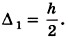 Δ₁ = h/2.